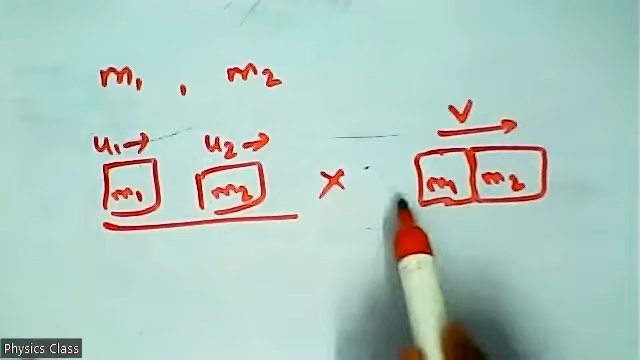 m₁ , m₂
V
u₁→ u₂→
m₁ m₂ × m₁ m₂
Physics Class